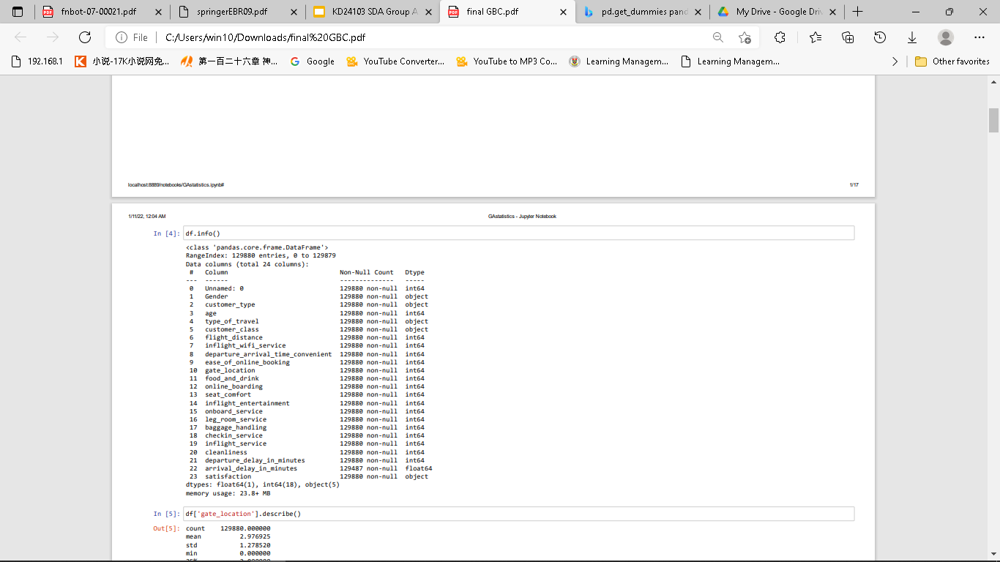 fnbot-07-00021.pdf
springerEBR09.pdf
KD24103 SDA Group A
final GBC.pdf
pd.get_dummies pand
My Drive - Google Driv
File C:/Users/win10/Downloads/final%20GBC.pdf
192.168.1
小说-17K小说网免...
第一百二十六章 神...
Google
YouTube Converter...
YouTube to MP3 Co...
Learning Managem...
Learning Managem...
Other favorites
localhost:8889/notebooks/GAstatistics.ipynb# 1/17
1/11/22, 12:04 AM GAstatistics - Jupyter Notebook
In [4]: df.info()
<class 'pandas.core.frame.DataFrame'>
RangeIndex: 129880 entries, 0 to 129879
Data columns (total 24 columns):
# Column Non-Null Count Dtype
--- ------ -------------- -----
0 Unnamed: 0 129880 non-null int64
1 Gender 129880 non-null object
2 customer_type 129880 non-null object
3 age 129880 non-null int64
4 type_of_travel 129880 non-null object
5 customer_class 129880 non-null object
6 flight_distance 129880 non-null int64
7 inflight_wifi_service 129880 non-null int64
8 departure_arrival_time_convenient 129880 non-null int64
9 ease_of_online_booking 129880 non-null int64
10 gate_location 129880 non-null int64
11 food_and_drink 129880 non-null int64
12 online_boarding 129880 non-null int64
13 seat_comfort 129880 non-null int64
14 inflight_entertainment 129880 non-null int64
15 onboard_service 129880 non-null int64
16 leg_room_service 129880 non-null int64
17 baggage_handling 129880 non-null int64
18 checkin_service 129880 non-null int64
19 inflight_service 129880 non-null int64
20 cleanliness 129880 non-null int64
21 departure_delay_in_minutes 129880 non-null int64
22 arrival_delay_in_minutes 129487 non-null float64
23 satisfaction 129880 non-null object
dtypes: float64(1), int64(18), object(5)
memory usage: 23.8+ MB
In [5]: df['gate_location'].describe()
Out[5]: count 129880.000000
mean 2.976925
std 1.278520
min 0.000000